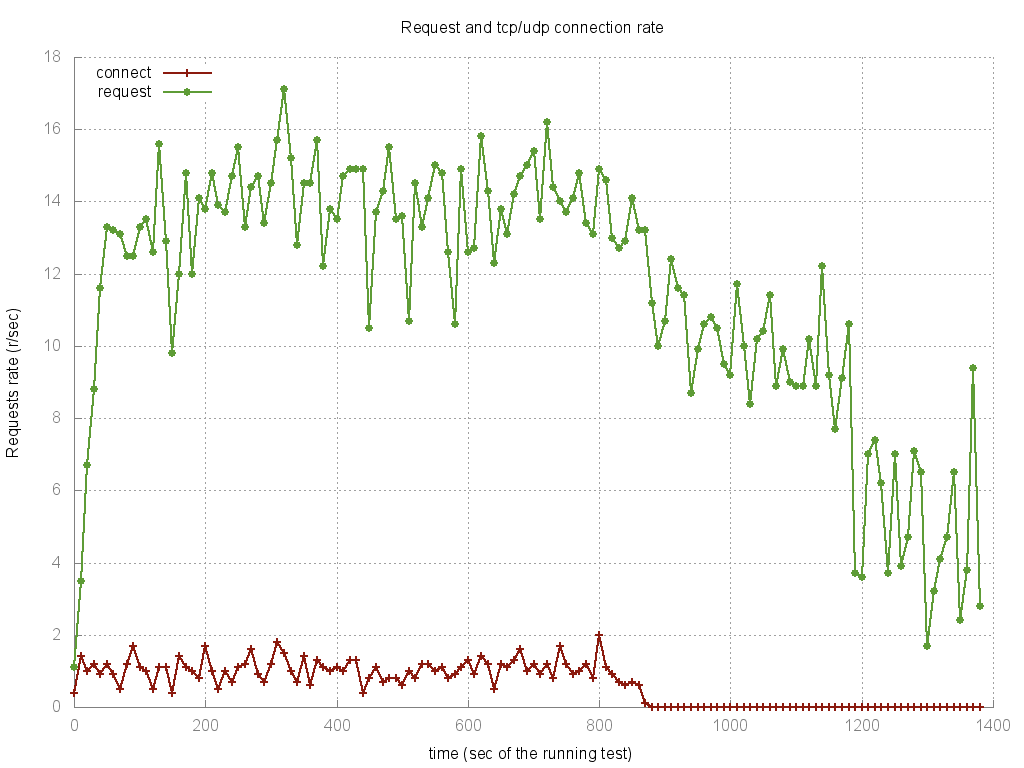 Request and tcp/udp connection rate
18
16
14
12
10
8
6
4
2
0
connect
request
Requests rate (r/sec)
0 200 400 600 800 1000 1200 1400
time (sec of the running test)